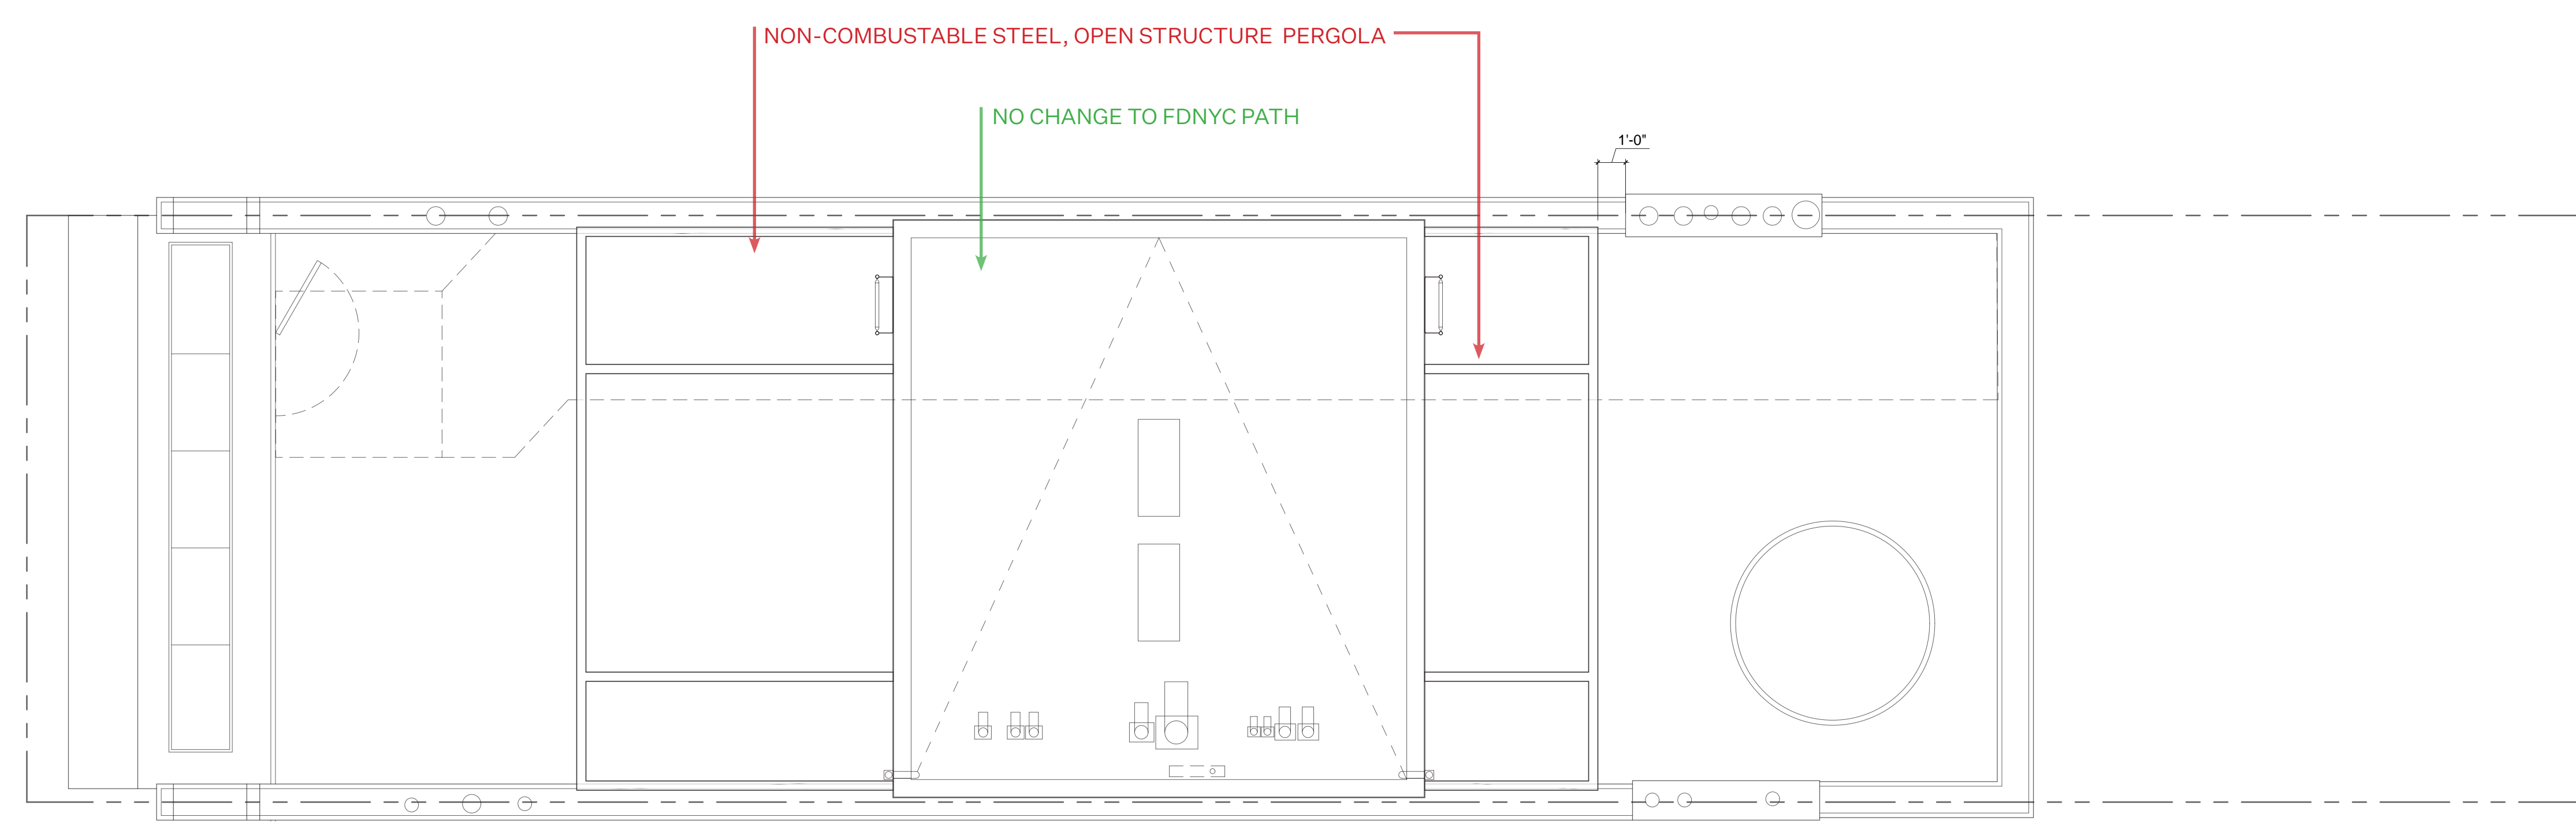 NON-COMBUSTABLE STEEL, OPEN STRUCTURE PERGOLA
NO CHANGE TO FDNYC PATH
1'-0"